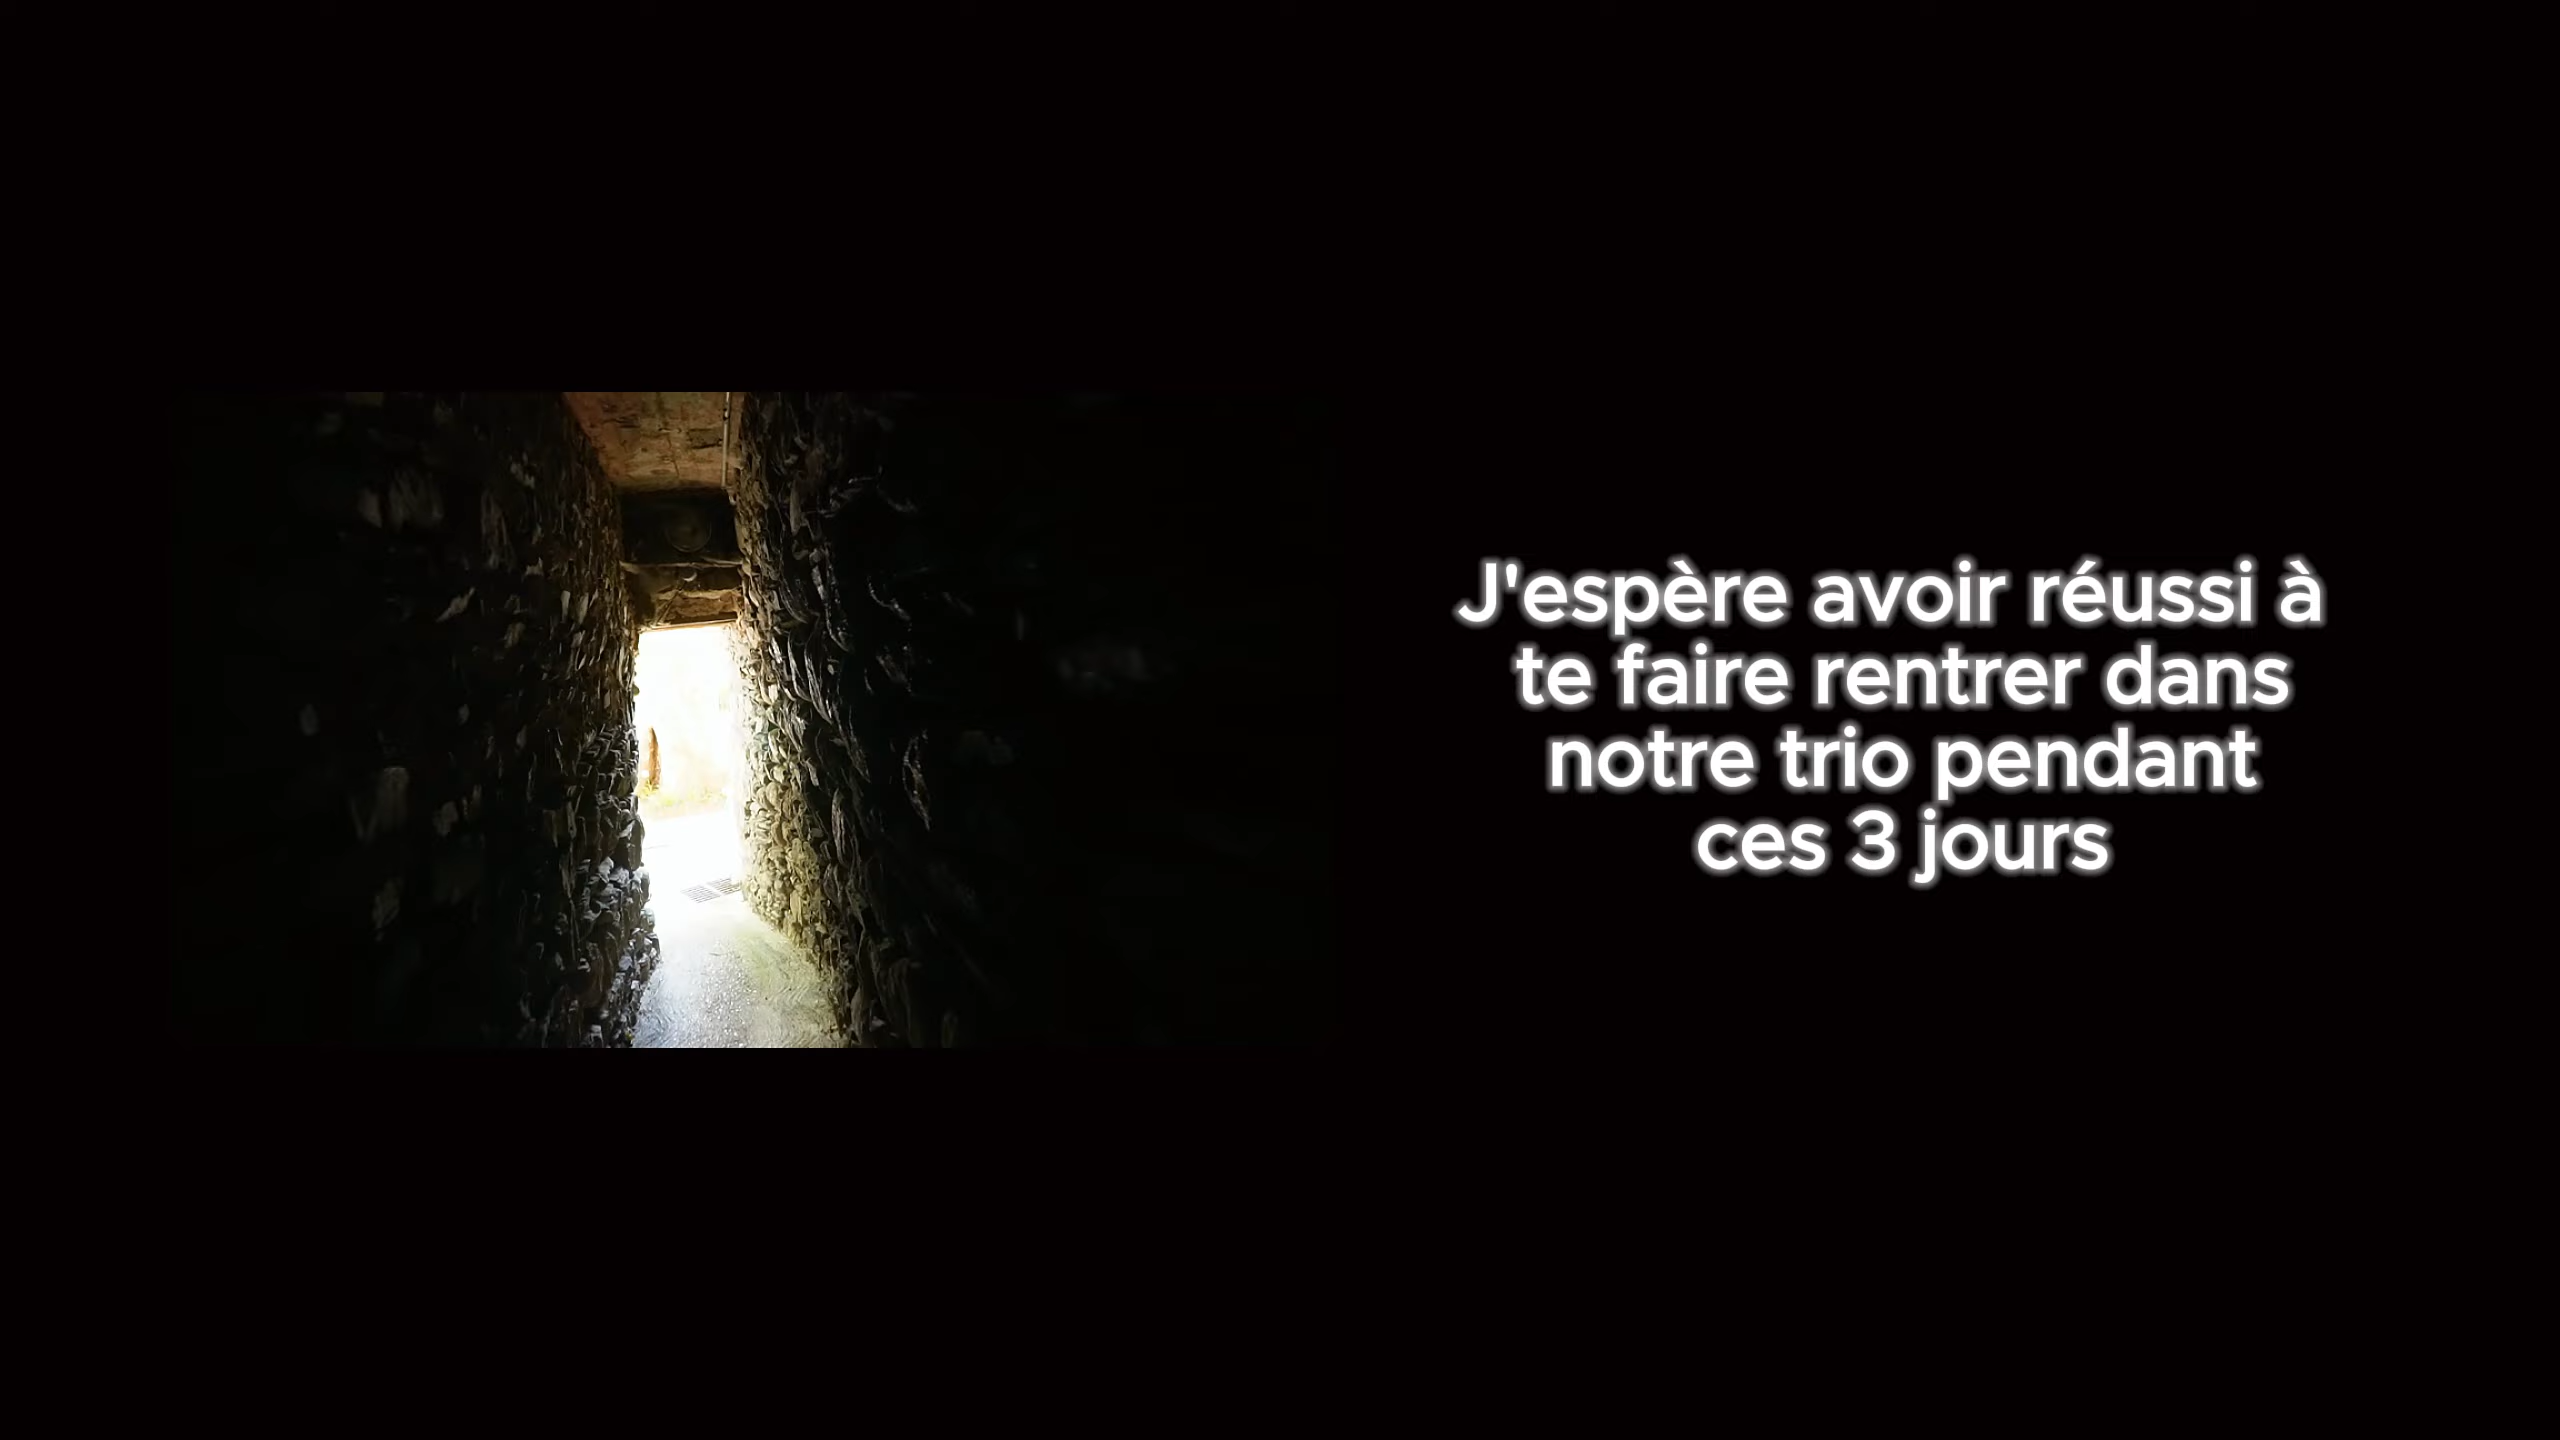 J'espère avoir réussi à
te faire rentrer dans
notre trio pendant
ces 3 jours